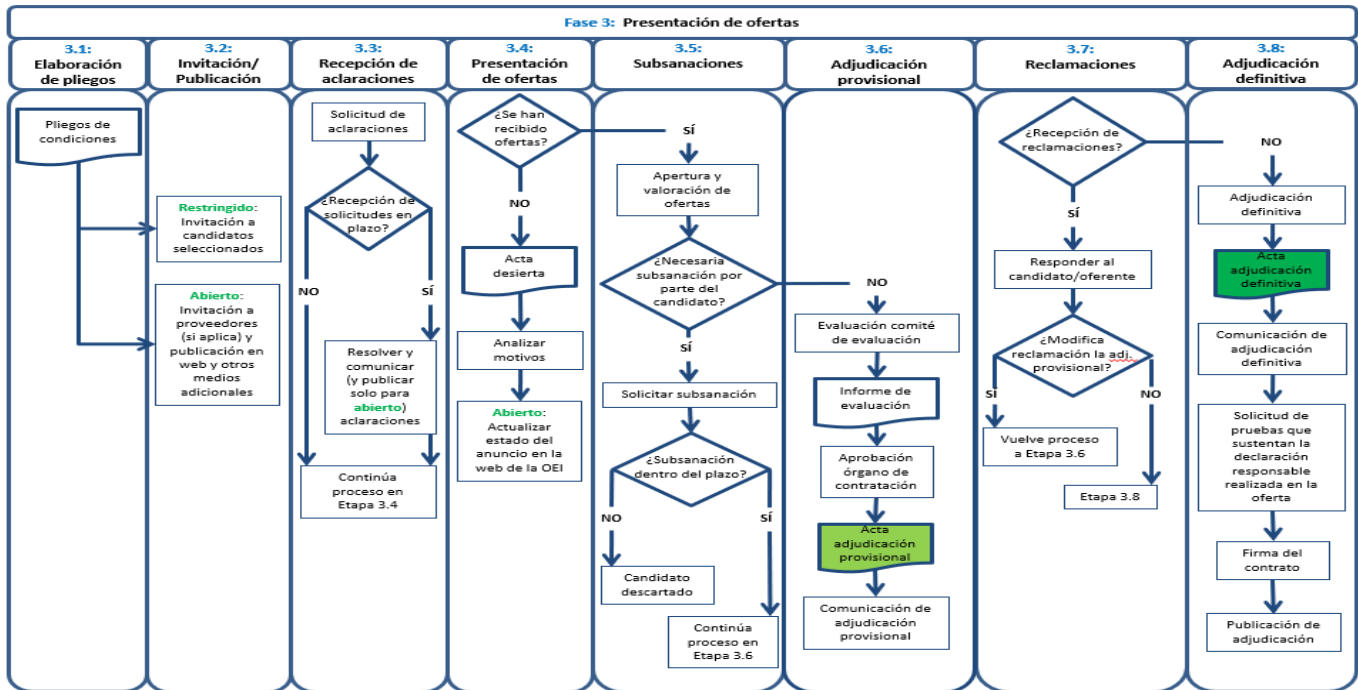 Fase 3: Presentación de ofertas
3.1:
Elaboración
de pliegos
3.2:
Invitación/
Publicación
3.3:
Recepción de
aclaraciones
3.4:
Presentación
de ofertas
3.5:
Subsanaciones
3.6:
Adjudicación
provisional
3.7:
Reclamaciones
3.8:
Adjudicación
definitiva
Pliegos de
condiciones
Restringido:
Invitación a
candidatos
seleccionados
Abierto:
Invitación a
proveedores
(si aplica) y
publicación en
web y otros
medios
adicionales
Solicitud de
aclaraciones
¿Recepción de
solicitudes en
plazo?
NO
SÍ
Resolver y
comunicar
(y publicar
solo para
abierto)
aclaraciones
Continúa
proceso en
Etapa 3.4
¿Se han
recibido
ofertas?
SÍ
NO
Acta
desierta
Analizar
motivos
Abierto:
Actualizar
estado del
anuncio en la
web de la OEI
Apertura y
valoración de
ofertas
¿Necesaria
subsanación por
parte del
candidato?
NO
SÍ
Solicitar subsanación
¿Subsanación
dentro del plazo?
NO
SÍ
Candidato
descartado
Continúa
proceso en
Etapa 3.6
Evaluación comité
de evaluación
Informe de
evaluación
Aprobación
órgano de
contratación
Acta
adjudicación
provisional
Comunicación de
adjudicación
provisional
¿Recepción de
reclamaciones?
NO
SÍ
Responder al
candidato/oferente
¿Modifica
reclamación la adj.
provisional?
SÍ
NO
Vuelve proceso
a Etapa 3.6
Etapa 3.8
Adjudicación
definitiva
Acta
adjudicación
definitiva
Comunicación de
adjudicación
definitiva
Solicitud de
pruebas que
sustentan la
declaración
responsable
realizada en la
oferta
Firma del
contrato
Publicación de
adjudicación